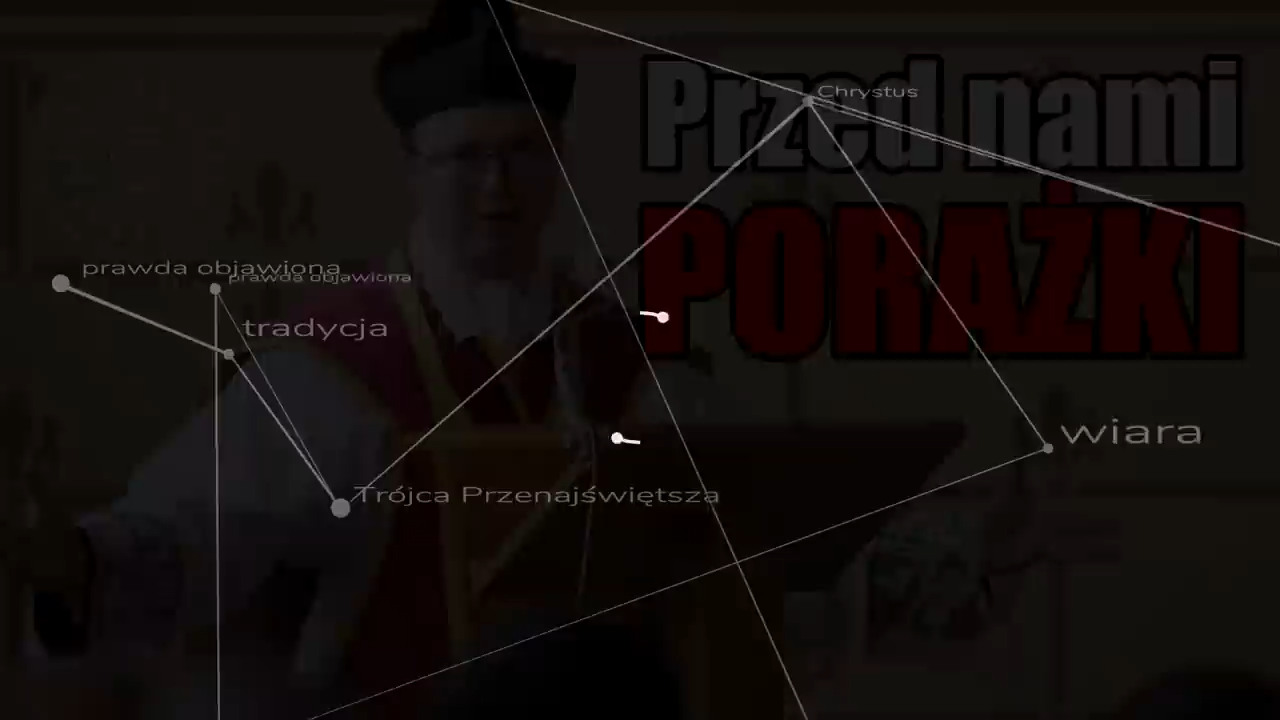 Chrystus
Przed nami
PORAŻKI
prawda objawiona
prawda objawiona
tradycja
wiara
Trójca Przenajświętsza